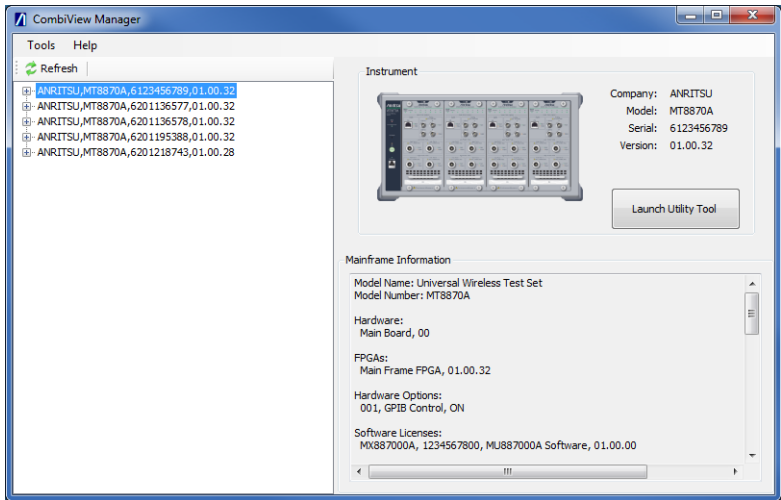 CombiView Manager
Tools Help
Refresh
ANRITSU,MT8870A,6123456789,01.00.32
ANRITSU,MT8870A,6201136577,01.00.32
ANRITSU,MT8870A,6201136578,01.00.32
ANRITSU,MT8870A,6201195388,01.00.32
ANRITSU,MT8870A,6201218743,01.00.28
Instrument
Company: ANRITSU
Model: MT8870A
Serial: 6123456789
Version: 01.00.32
Launch Utility Tool
Mainframe Information
Model Name: Universal Wireless Test Set
Model Number: MT8870A
Hardware:
Main Board, 00
FPGAs:
Main Frame FPGA, 01.00.32
Hardware Options:
001, GPIB Control, ON
Software Licenses:
MX887000A, 1234567800, MU887000A Software, 01.00.00